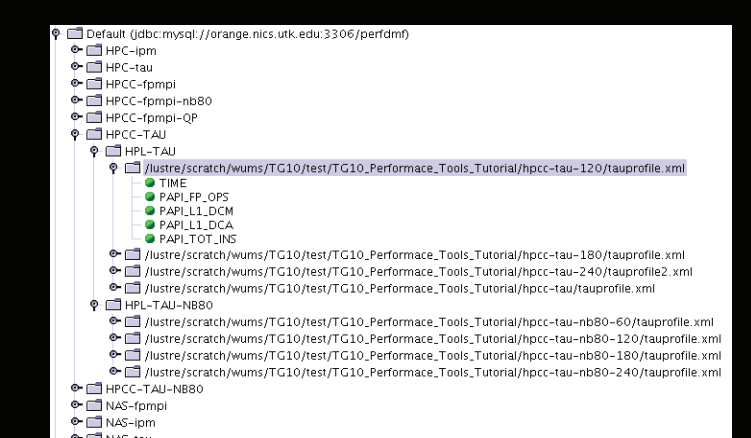 Default (jdbc:mysql://orange.nics.utk.edu:3306/perfdmf)
HPC-ipm
HPC-tau
HPCC-fpmpi
HPCC-fpmpi-nb80
HPCC-fpmpi-QP
HPCC-TAU
HPL-TAU
/lustre/scratch/wums/TG10/test/TG10_Performace_Tools_Tutorial/hpcc-tau-120/tauprofile.xml
TIME
PAPI_FP_OPS
PAPI_L1_DCM
PAPI_L1_DCA
PAPI_TOT_INS
/lustre/scratch/wums/TG10/test/TG10_Performace_Tools_Tutorial/hpcc-tau-180/tauprofile.xml
/lustre/scratch/wums/TG10/test/TG10_Performace_Tools_Tutorial/hpcc-tau-240/tauprofile2.xml
/lustre/scratch/wums/TG10/test/TG10_Performace_Tools_Tutorial/hpcc-tau/tauprofile.xml
HPL-TAU-NB80
/lustre/scratch/wums/TG10/test/TG10_Performace_Tools_Tutorial/hpcc-tau-nb80-60/tauprofile.xml
/lustre/scratch/wums/TG10/test/TG10_Performace_Tools_Tutorial/hpcc-tau-nb80-120/tauprofile.xml
/lustre/scratch/wums/TG10/test/TG10_Performace_Tools_Tutorial/hpcc-tau-nb80-180/tauprofile.xml
/lustre/scratch/wums/TG10/test/TG10_Performace_Tools_Tutorial/hpcc-tau-nb80-240/tauprofile.xml
HPCC-TAU-NB80
NAS-fpmpi
NAS-ipm
NAS-tau